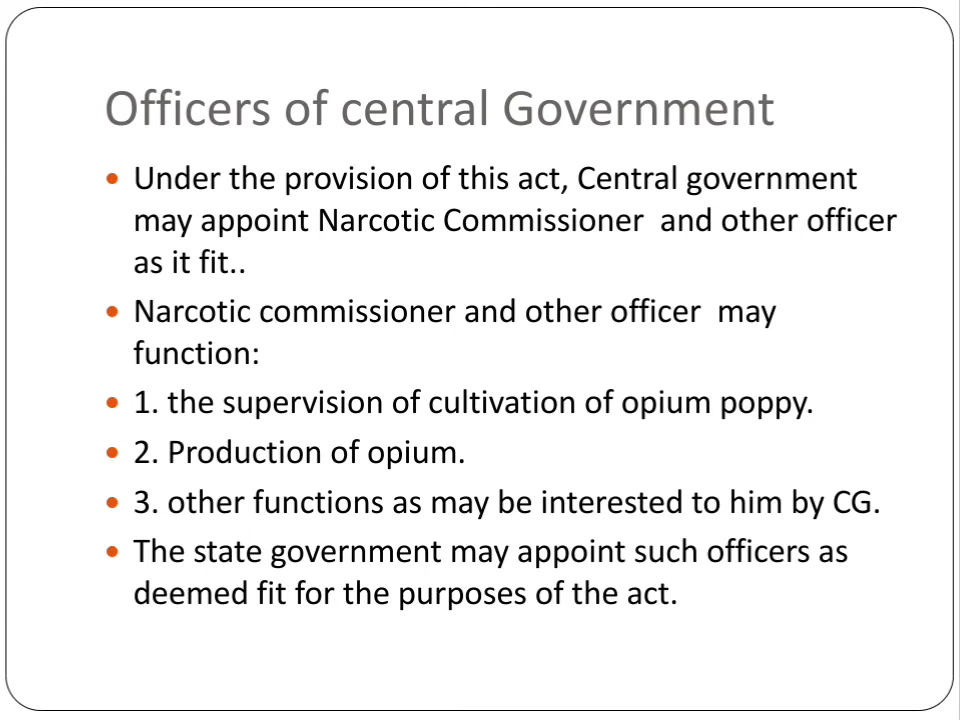 Officers of central Government
• Under the provision of this act, Central government
may appoint Narcotic Commissioner  and other officer
as it fit..
• Narcotic commissioner and other officer  may
function:
• 1. the supervision of cultivation of opium poppy.
• 2. Production of opium.
• 3. other functions as may be interested to him by CG.
• The state government may appoint such officers as
deemed fit for the purposes of the act.